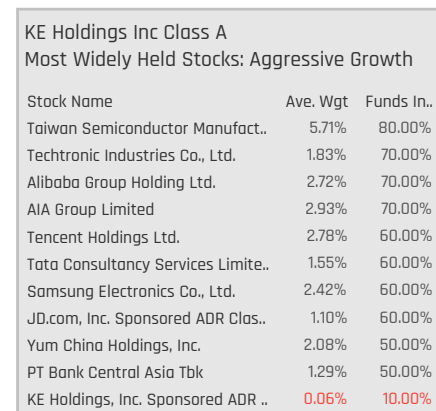 KE Holdings Inc Class A
Most Widely Held Stocks: Aggressive Growth
Stock Name Ave. Wgt Funds In..
Taiwan Semiconductor Manufact.. 5.71% 80.00%
Techtronic Industries Co., Ltd. 1.83% 70.00%
Alibaba Group Holding Ltd. 2.72% 70.00%
AIA Group Limited 2.93% 70.00%
Tencent Holdings Ltd. 2.78% 60.00%
Tata Consultancy Services Limite.. 1.55% 60.00%
Samsung Electronics Co., Ltd. 2.42% 60.00%
JD.com, Inc. Sponsored ADR Clas.. 1.10% 60.00%
Yum China Holdings, Inc. 2.08% 50.00%
PT Bank Central Asia Tbk 1.29% 50.00%
KE Holdings, Inc. Sponsored ADR .. 0.06% 10.00%